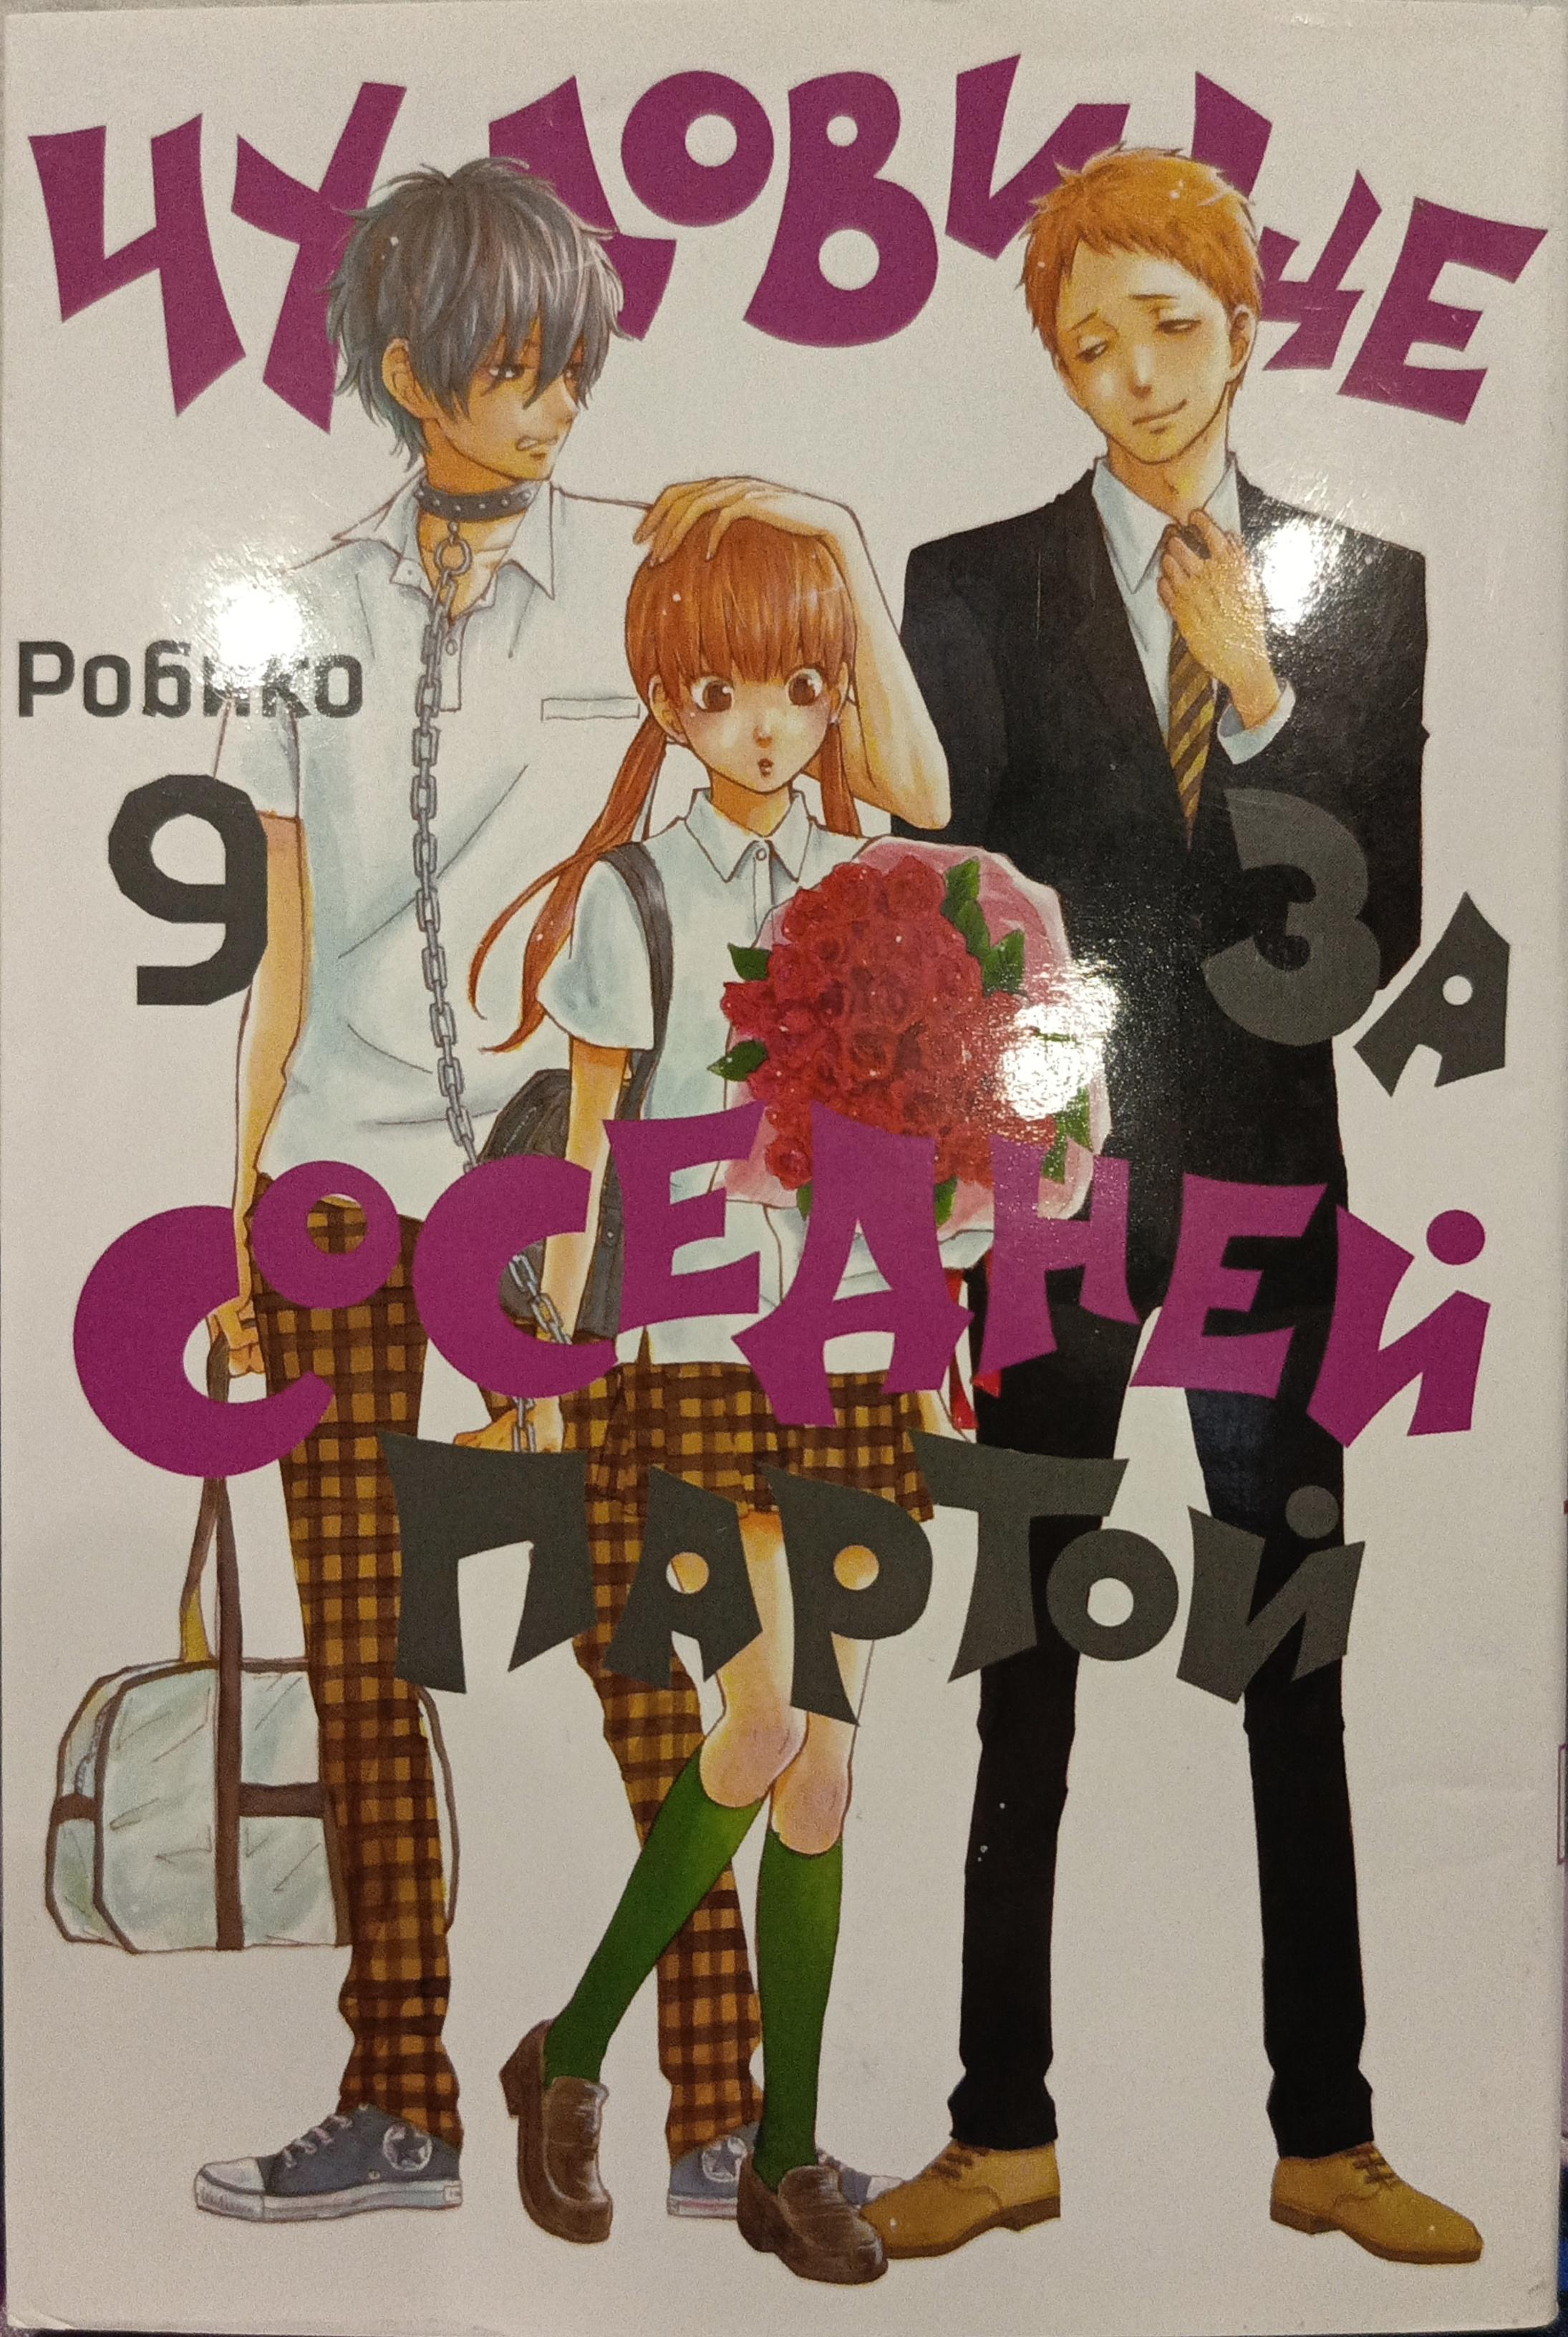 ЧУДОВИЩЕ
Робико
9
ЗА
СОСЕДНЕЙ
ПАРТОЙ